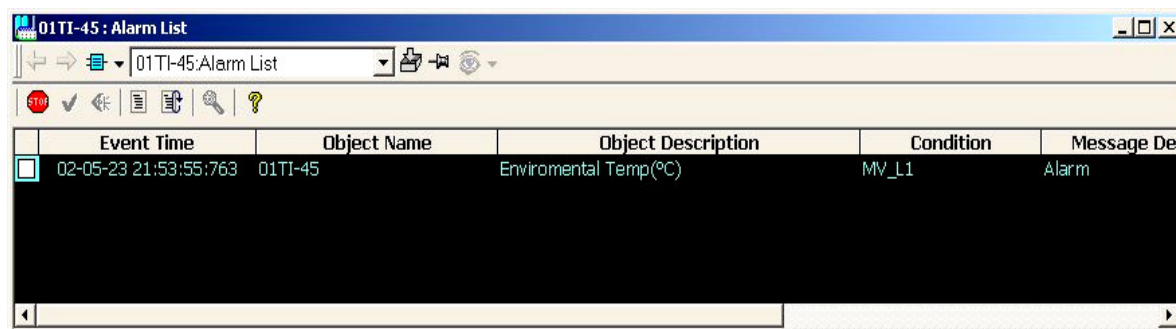 01TI-45 : Alarm List
01TI-45:Alarm List
STOP
Event Time Object Name Object Description Condition Message De
02-05-23 21:53:55:763 01TI-45 Enviromental Temp(ºC) MV_L1 Alarm